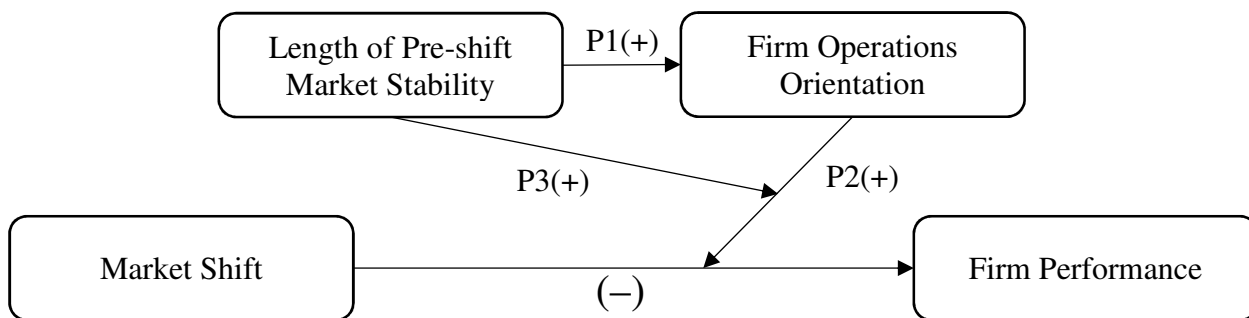 Length of Pre-shift
Market Stability
P1(+)
Firm Operations
Orientation
P3(+)
P2(+)
Market Shift
(–)
Firm Performance